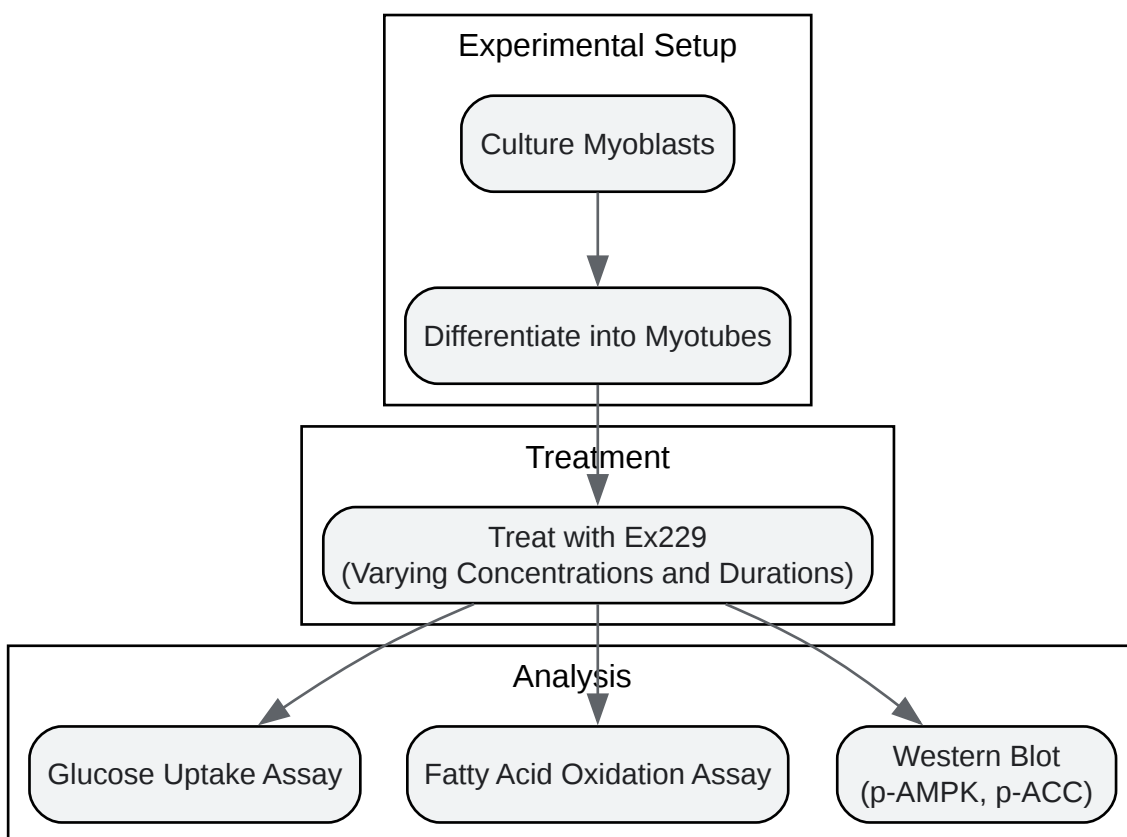 Experimental Setup
Culture Myoblasts
Differentiate into Myotubes
Treatment
Treat with Ex229
(Varying Concentrations and Durations)
Analysis
Glucose Uptake Assay
Fatty Acid Oxidation Assay
Western Blot
(p-AMPK, p-ACC)